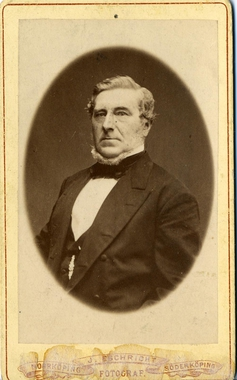 J. ESCHRICHT
NORRKÖPING SÖDERKÖPING
FOTOGRAF.